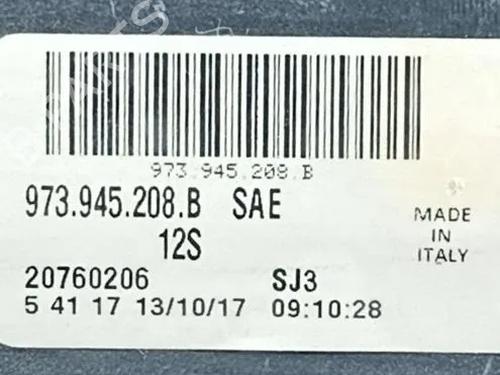 973.945.208.B
973.945.208.B SAE
12S
MADE
IN
ITALY
20760206 SJ3
5 41 17 13/10/17 09:10:28